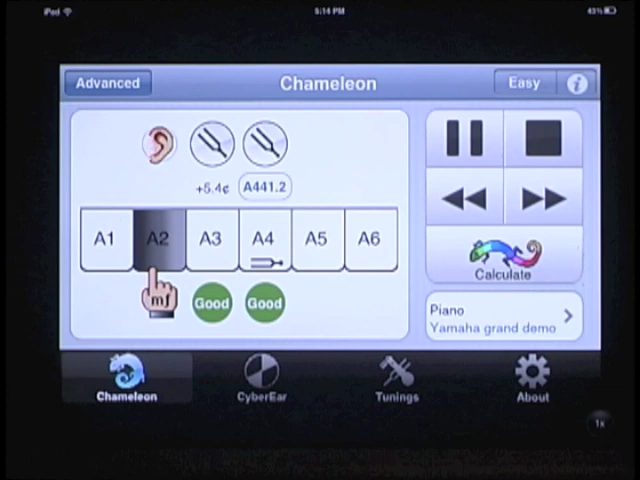 iPad
5:14 PM
43%
Advanced
Chameleon
Easy
i
+5.4¢
A441.2
A1
A2
A3
A4
A5
A6
mf
Good
Good
Calculate
Piano
Yamaha grand demo
Chameleon
CyberEar
Tunings
About
1x